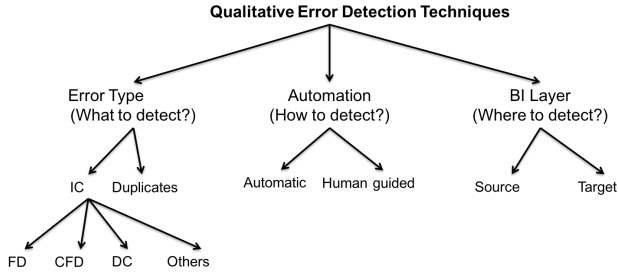 Qualitative Error Detection Techniques
Error Type
(What to detect?)
Automation
(How to detect?)
BI Layer
(Where to detect?)
IC
Duplicates
Automatic
Human guided
Source
Target
FD
CFD
DC
Others